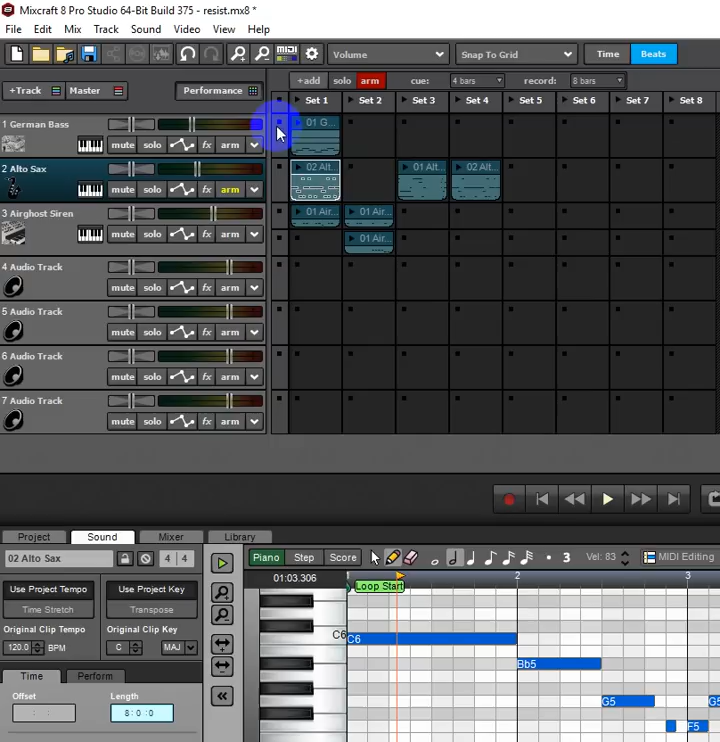 Mixcraft 8 Pro Studio 64-Bit Build 375 - resist.mx8 *
File Edit Mix Track Sound Video View Help
MIDI Volume Snap To Grid Time Beats
+add solo arm cue: 4 bars record: 8 bars
+Track Master Performance Set 1 Set 2 Set 3 Set 4 Set 5 Set 6 Set 7 Set 8
1 German Bass 01 G...
mute solo fx arm
2 Alto Sax 02 Alt... 01 Alt... 02 Alt...
mute solo fx arm
3 Airghost Siren 01 Air... 01 Air...
mute solo fx arm 01 Air...
4 Audio Track
mute solo fx arm
5 Audio Track
mute solo fx arm
6 Audio Track
mute solo fx arm
7 Audio Track
mute solo fx arm
Project Sound Mixer Library
02 Alto Sax 4 4 Piano Step Score 3 Vel: 83 MIDI Editing
01:03.306 1 2 3
Use Project Tempo Use Project Key Loop Start
Time Stretch Transpose
Original Clip Tempo Original Clip Key
120.0 BPM C MAJ C6 C6
Bb5
Time Perform
Offset Length G5 G5
: : 8:0:0 F5